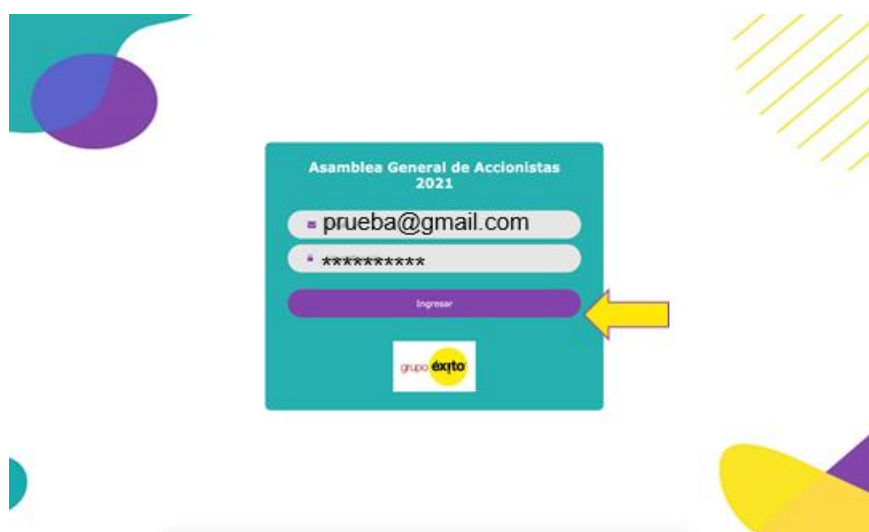 Asamblea General de Accionistas
2021
prueba@gmail.com
**********
Ingresar
grupo éxito